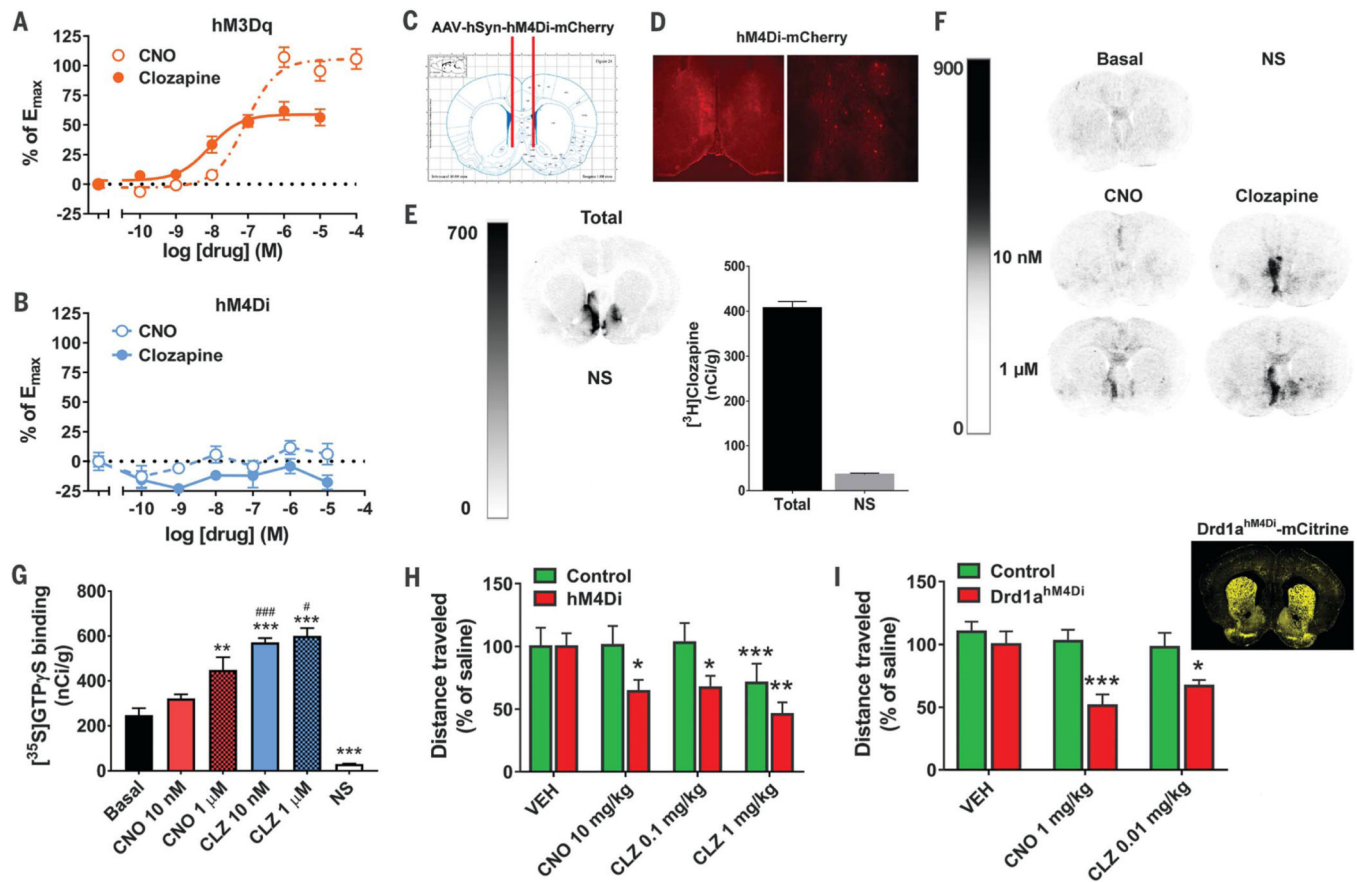 A
hM3Dq
125
100
75
50
25
0
-25
% of Emax
CNO
Clozapine
-10 -9 -8 -7 -6 -5 -4
log [drug] (M)
B
hM4Di
125
100
75
50
25
0
-25
% of Emax
CNO
Clozapine
-10 -9 -8 -7 -6 -5 -4
log [drug] (M)
C
AAV-hSyn-hM4Di-mCherry
D
hM4Di-mCherry
E
700
0
Total
NS
500
400
300
200
100
0
[³H]Clozapine
(nCi/g)
Total NS
F
900
0
Basal NS
CNO Clozapine
10 nM
1 µM
G
800
600
400
200
0
[³⁵S]GTPγS binding
(nCi/g)
**
###
***
#
***
***
Basal
CNO 10 nM
CNO 1 µM
CLZ 10 nM
CLZ 1 µM
NS
H
Control
hM4Di
150
100
50
0
Distance traveled
(% of saline)
*
*
***
**
VEH
CNO 10 mg/kg
CLZ 0.1 mg/kg
CLZ 1 mg/kg
I
Control
Drd1a^hM4Di
150
100
50
0
Distance traveled
(% of saline)
***
*
VEH
CNO 1 mg/kg
CLZ 0.01 mg/kg
Drd1a^hM4Di-mCitrine